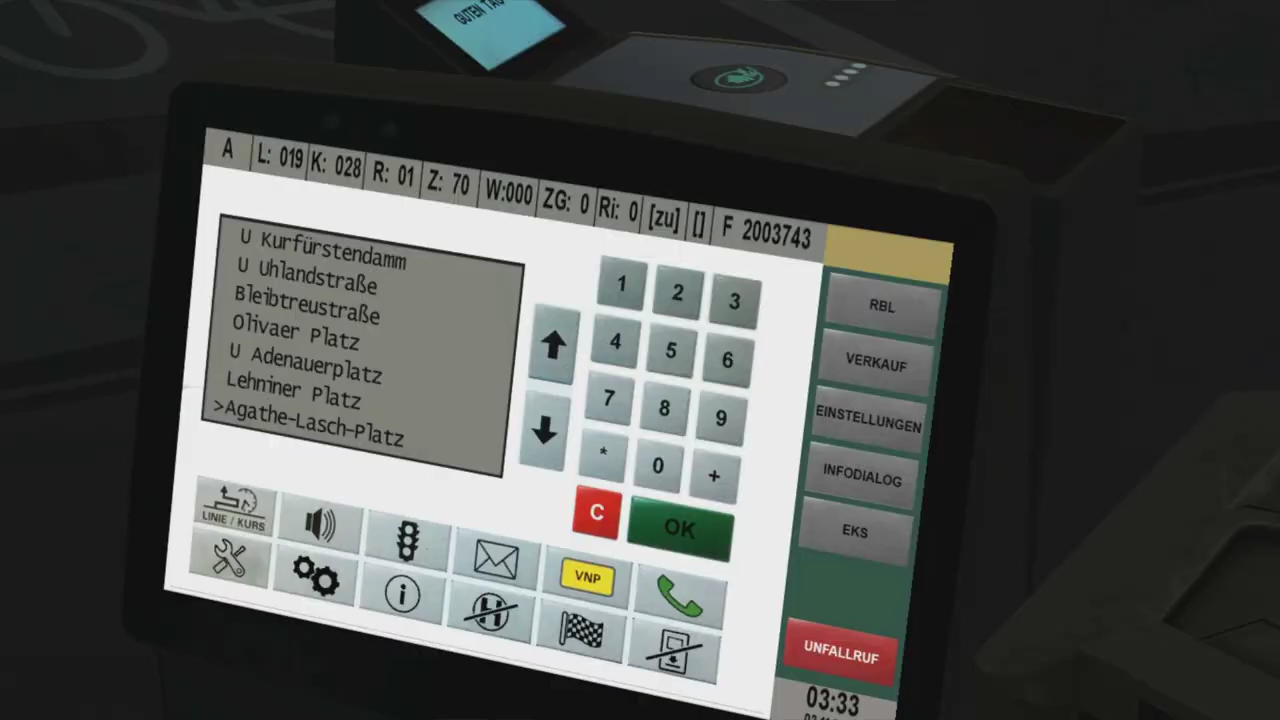 GUTEN TAG
A L: 019 K: 028 R: 01 Z: 70 W:000 ZG: 0 Ri: 0 [zu] [] F 2003743
U Kurfürstendamm
U Uhlandstraße
Bleibtreustraße
Olivaer Platz
U Adenauerplatz
Lehniner Platz
>Agathe-Lasch-Platz
1 2 3
4 5 6
7 8 9
* 0 +
C OK
RBL
VERKAUF
EINSTELLUNGEN
INFODIALOG
EKS
LINIE / KURS
VNP
i
H
UNFALLRUF
03:33